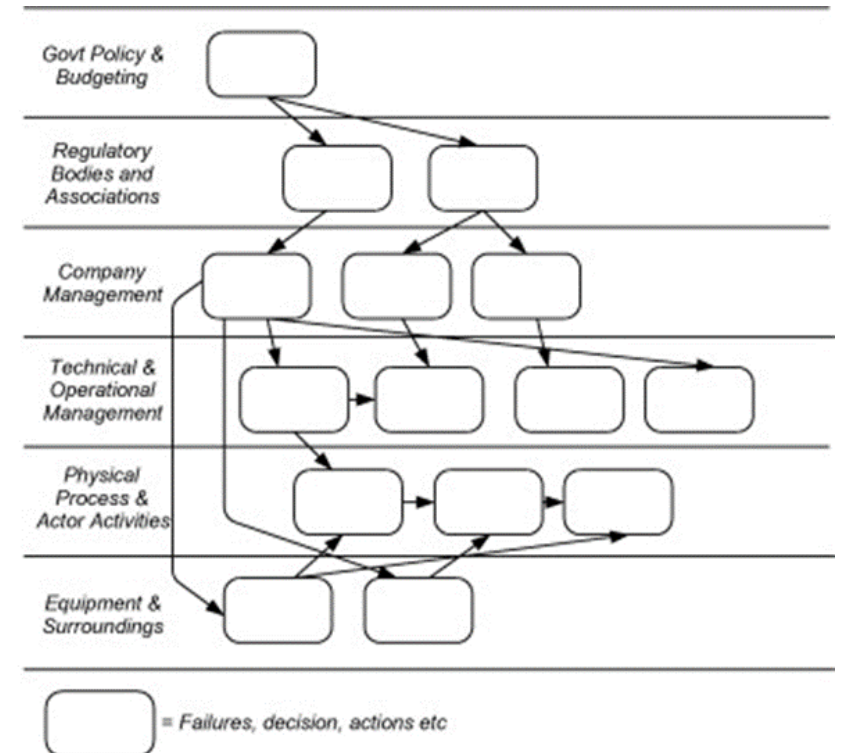 Govt Policy &
Budgeting
Regulatory
Bodies and
Associations
Company
Management
Technical &
Operational
Management
Physical
Process &
Actor Activities
Equipment &
Surroundings
= Failures, decision, actions etc